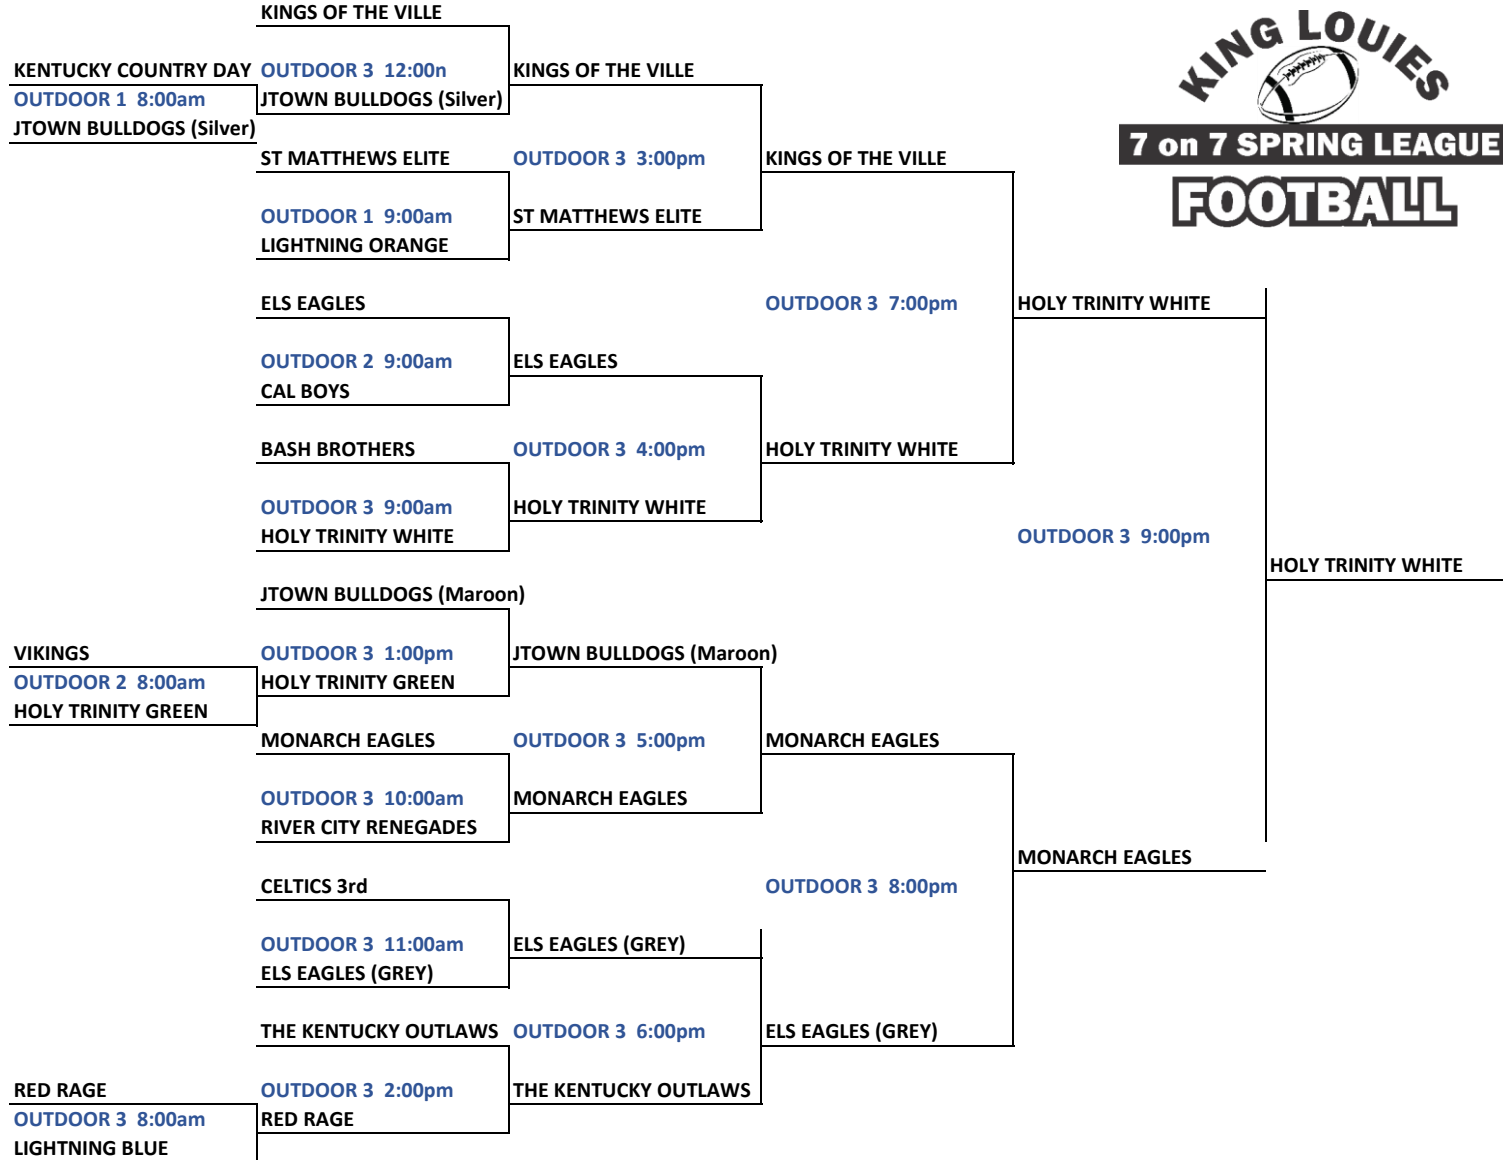 KINGS OF THE VILLE
KING LOUIES
KENTUCKY COUNTRY DAY OUTDOOR 3 12:00n KINGS OF THE VILLE
OUTDOOR 1 8:00am JTOWN BULLDOGS (Silver)
JTOWN BULLDOGS (Silver)
7 on 7 SPRING LEAGUE
ST MATTHEWS ELITE OUTDOOR 3 3:00pm KINGS OF THE VILLE
FOOTBALL
OUTDOOR 1 9:00am ST MATTHEWS ELITE
LIGHTNING ORANGE
ELS EAGLES OUTDOOR 3 7:00pm HOLY TRINITY WHITE
OUTDOOR 2 9:00am ELS EAGLES
CAL BOYS
BASH BROTHERS OUTDOOR 3 4:00pm HOLY TRINITY WHITE
OUTDOOR 3 9:00am HOLY TRINITY WHITE
HOLY TRINITY WHITE OUTDOOR 3 9:00pm
HOLY TRINITY WHITE
JTOWN BULLDOGS (Maroon)
VIKINGS OUTDOOR 3 1:00pm JTOWN BULLDOGS (Maroon)
OUTDOOR 2 8:00am HOLY TRINITY GREEN
HOLY TRINITY GREEN
MONARCH EAGLES OUTDOOR 3 5:00pm MONARCH EAGLES
OUTDOOR 3 10:00am MONARCH EAGLES
RIVER CITY RENEGADES
MONARCH EAGLES
CELTICS 3rd OUTDOOR 3 8:00pm
OUTDOOR 3 11:00am ELS EAGLES (GREY)
ELS EAGLES (GREY)
THE KENTUCKY OUTLAWS OUTDOOR 3 6:00pm ELS EAGLES (GREY)
RED RAGE OUTDOOR 3 2:00pm THE KENTUCKY OUTLAWS
OUTDOOR 3 8:00am RED RAGE
LIGHTNING BLUE